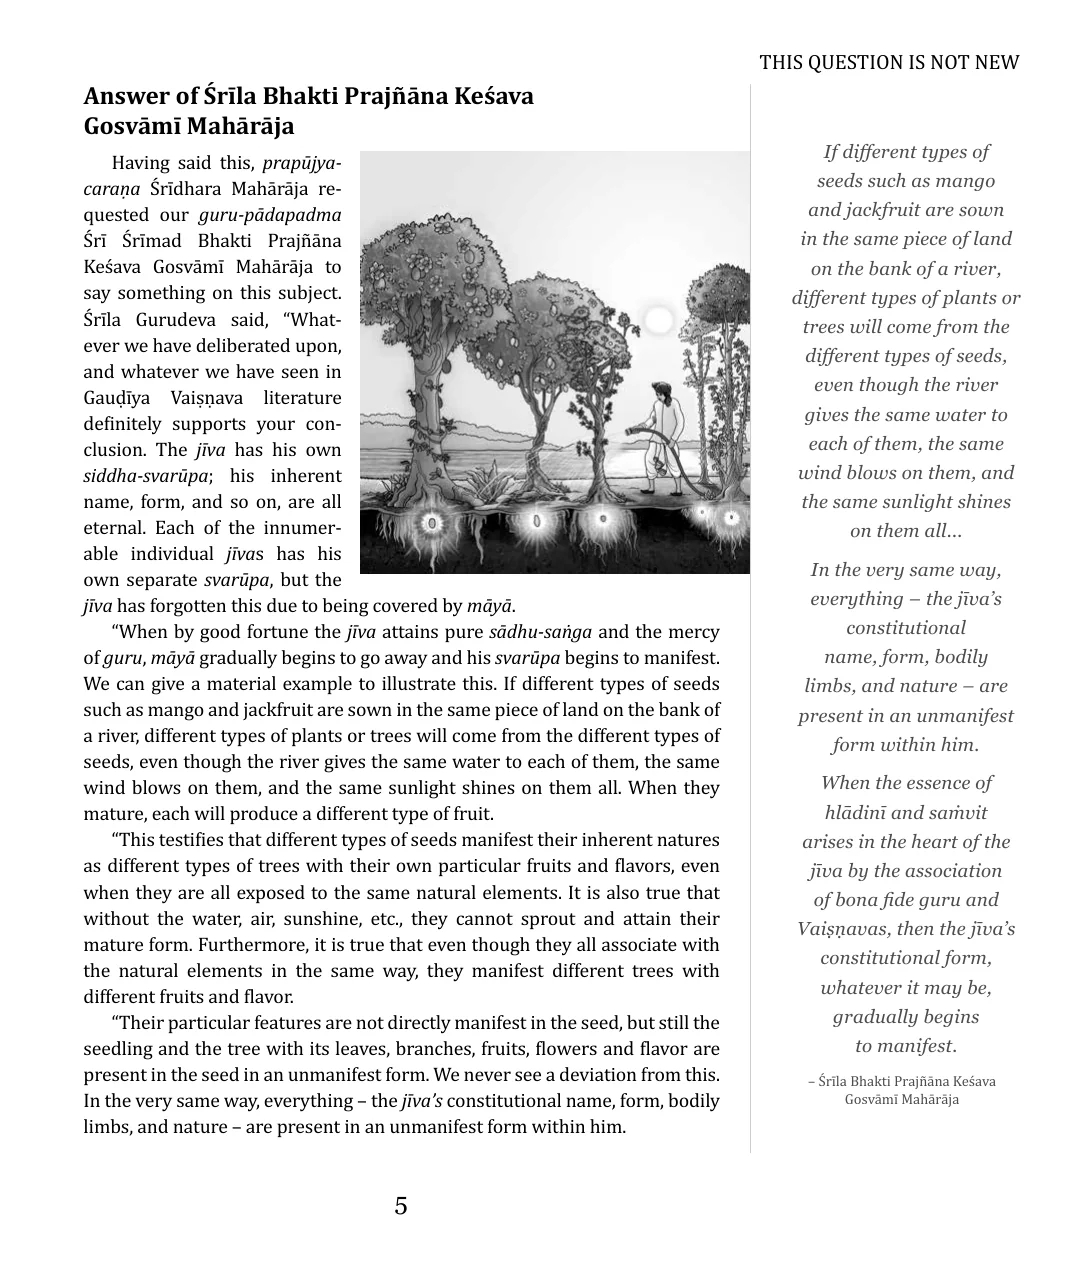 THIS QUESTION IS NOT NEW
Answer of Śrīla Bhakti Prajñāna Keśava
Gosvāmī Mahārāja
Having said this, prapūjya-
caraṇa Śrīdhara Mahārāja re-
quested our guru-pādapadma
Śrī Śrīmad Bhakti Prajñāna
Keśava Gosvāmī Mahārāja to
say something on this subject.
Śrīla Gurudeva said, “What-
ever we have deliberated upon,
and whatever we have seen in
Gauḍīya Vaiṣṇava literature
definitely supports your con-
clusion. The jīva has his own
siddha-svarūpa; his inherent
name, form, and so on, are all
eternal. Each of the innumer-
able individual jīvas has his
own separate svarūpa, but the
jīva has forgotten this due to being covered by māyā.
“When by good fortune the jīva attains pure sādhu-saṅga and the mercy
of guru, māyā gradually begins to go away and his svarūpa begins to manifest.
We can give a material example to illustrate this. If different types of seeds
such as mango and jackfruit are sown in the same piece of land on the bank of
a river, different types of plants or trees will come from the different types of
seeds, even though the river gives the same water to each of them, the same
wind blows on them, and the same sunlight shines on them all. When they
mature, each will produce a different type of fruit.
“This testifies that different types of seeds manifest their inherent natures
as different types of trees with their own particular fruits and flavors, even
when they are all exposed to the same natural elements. It is also true that
without the water, air, sunshine, etc., they cannot sprout and attain their
mature form. Furthermore, it is true that even though they all associate with
the natural elements in the same way, they manifest different trees with
different fruits and flavor.
“Their particular features are not directly manifest in the seed, but still the
seedling and the tree with its leaves, branches, fruits, flowers and flavor are
present in the seed in an unmanifest form. We never see a deviation from this.
In the very same way, everything – the jīva’s constitutional name, form, bodily
limbs, and nature – are present in an unmanifest form within him.
If different types of
seeds such as mango
and jackfruit are sown
in the same piece of land
on the bank of a river,
different types of plants or
trees will come from the
different types of seeds,
even though the river
gives the same water to
each of them, the same
wind blows on them, and
the same sunlight shines
on them all...
In the very same way,
everything – the jīva’s
constitutional
name, form, bodily
limbs, and nature – are
present in an unmanifest
form within him.
When the essence of
hlādinī and saṁvit
arises in the heart of the
jīva by the association
of bona fide guru and
Vaiṣṇavas, then the jīva’s
constitutional form,
whatever it may be,
gradually begins
to manifest.
– Śrīla Bhakti Prajñāna Keśava
Gosvāmī Mahārāja
5